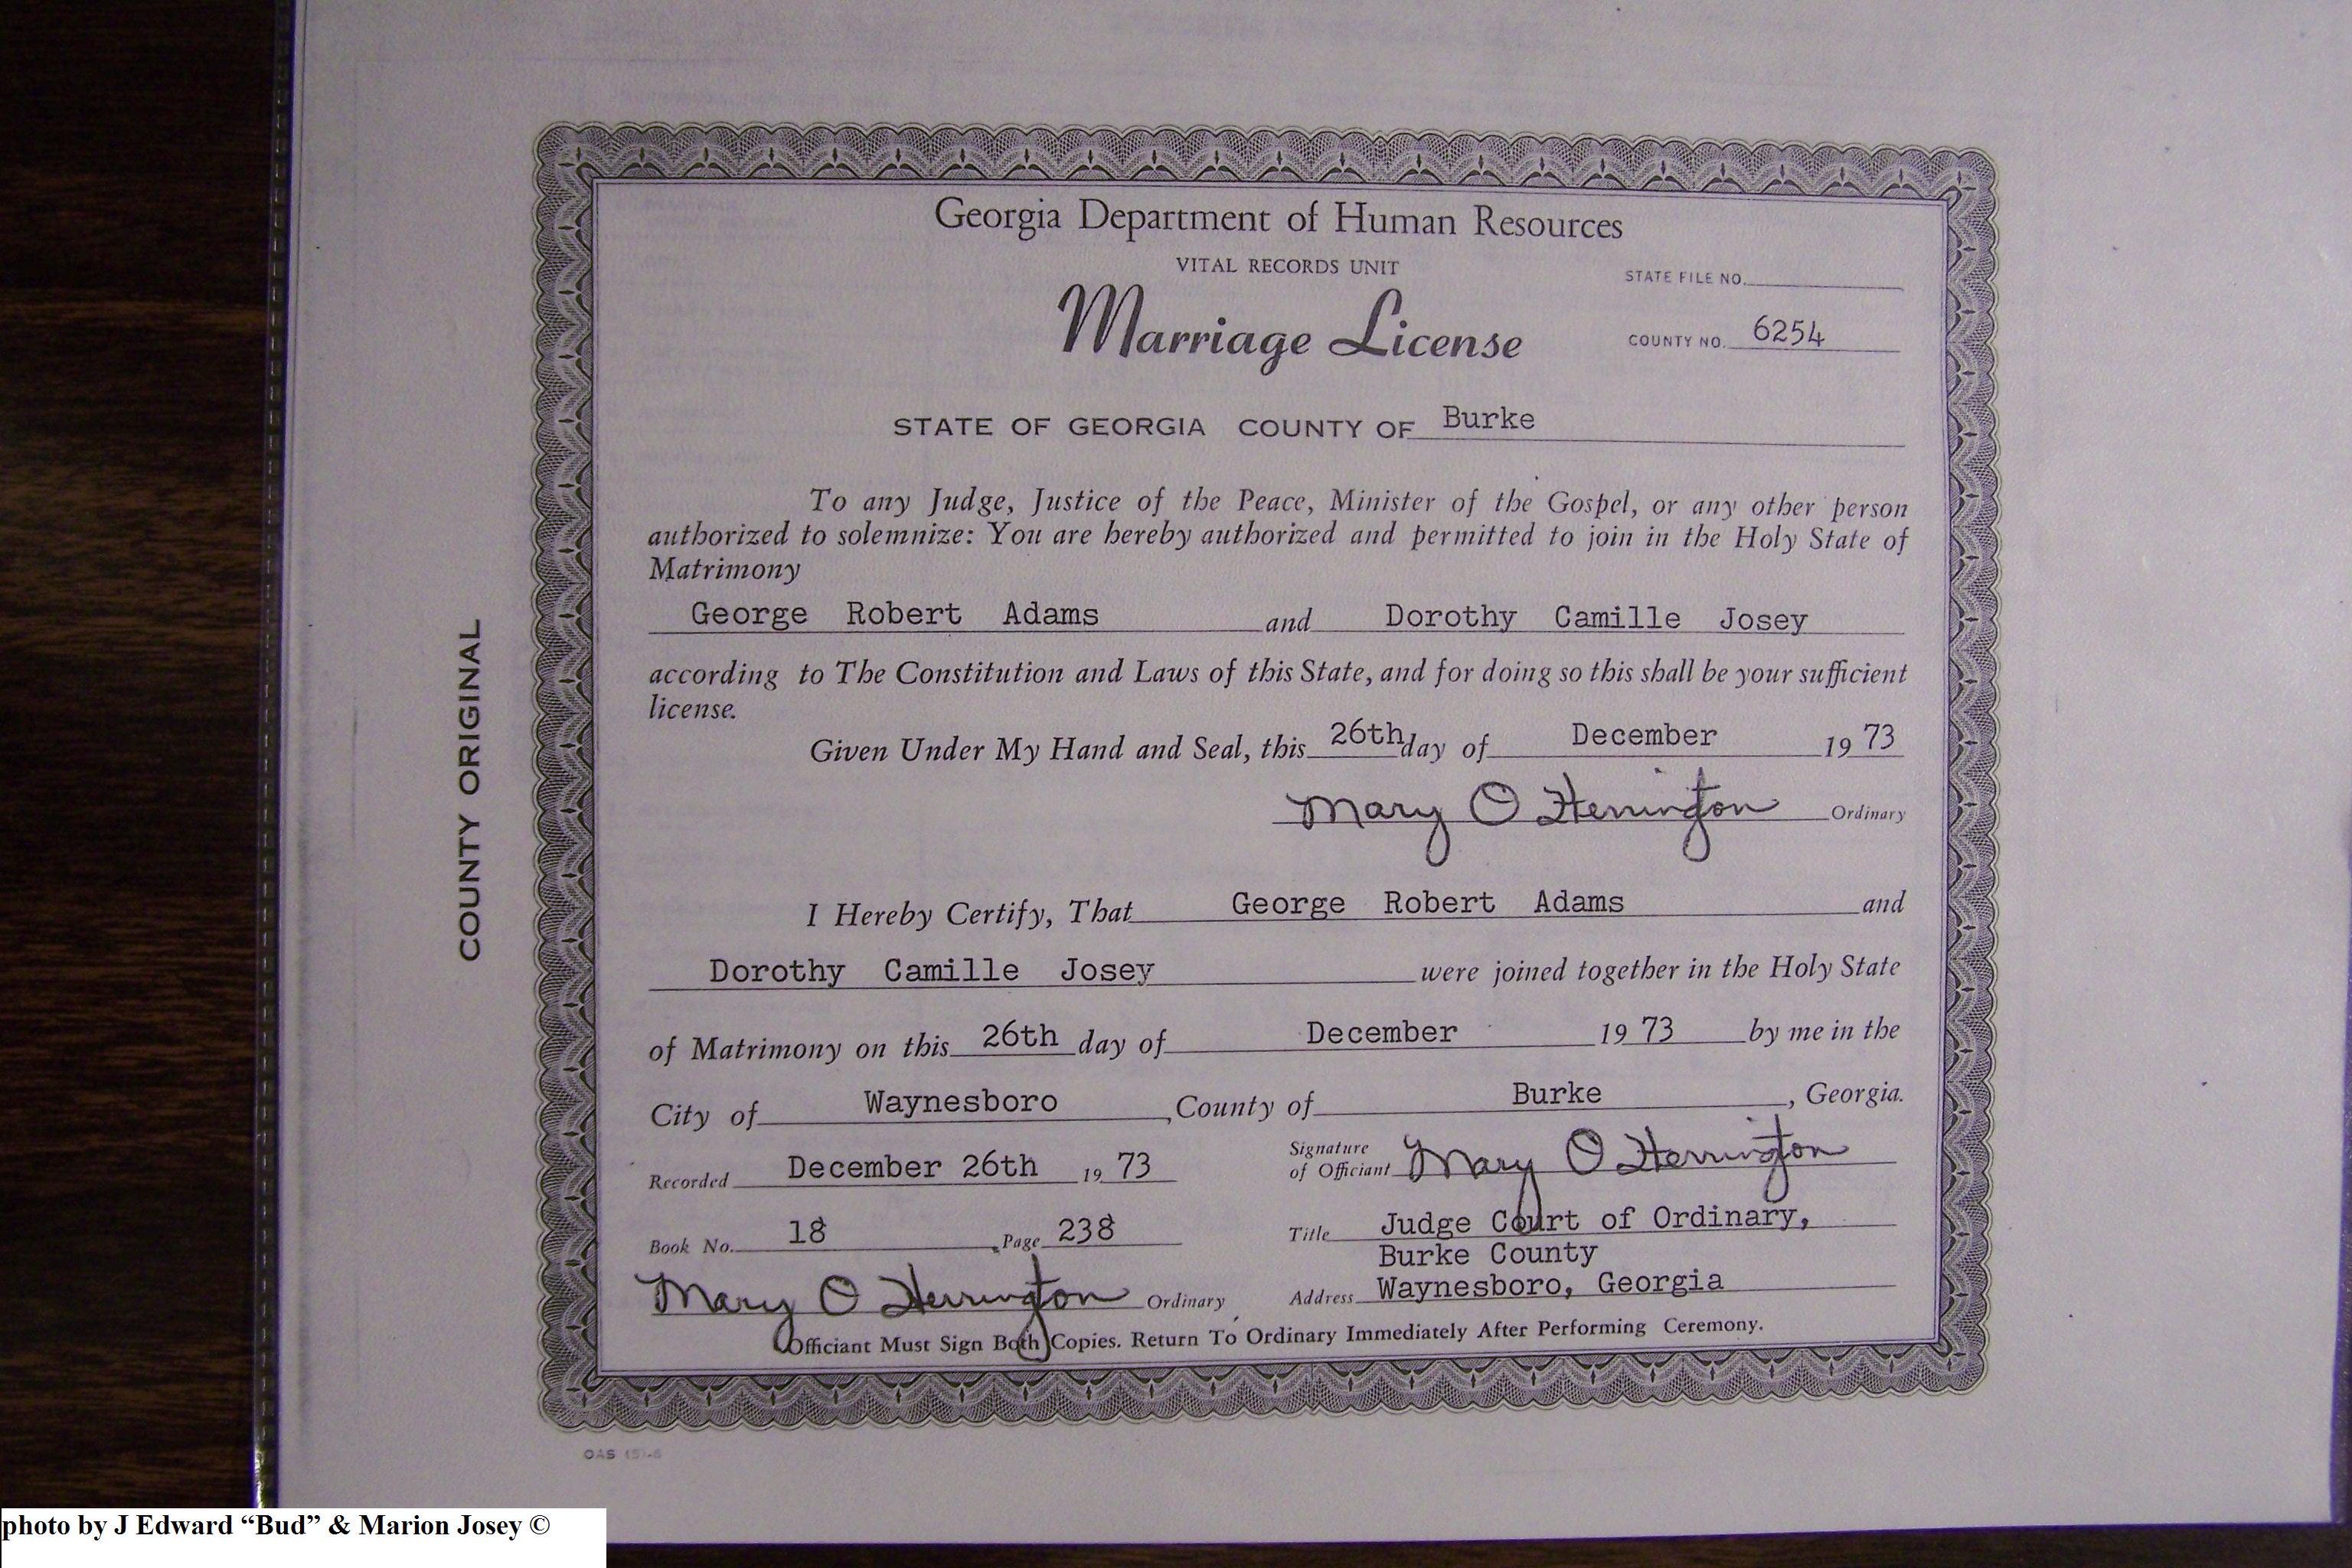 Georgia Department of Human Resources
VITAL RECORDS UNIT
STATE FILE NO.
Marriage License
COUNTY NO. 6254
STATE OF GEORGIA COUNTY OF Burke
To any Judge, Justice of the Peace, Minister of the Gospel, or any other person
authorized to solemnize: You are hereby authorized and permitted to join in the Holy State of
Matrimony
George Robert Adams and Dorothy Camille Josey
according to The Constitution and Laws of this State, and for doing so this shall be your sufficient
license.
Given Under My Hand and Seal, this 26th day of December 19 73
Mary O Herrington Ordinary
I Hereby Certify, That George Robert Adams and
Dorothy Camille Josey were joined together in the Holy State
of Matrimony on this 26th day of December 19 73 by me in the
City of Waynesboro, County of Burke, Georgia.
Recorded December 26th 19 73
Signature
of Officiant Mary O Herrington
Book No. 18 Page 238
Title Judge Court of Ordinary,
Burke County
Mary O Herrington Ordinary
Address Waynesboro, Georgia
Officiant Must Sign Both Copies. Return To Ordinary Immediately After Performing Ceremony.
COUNTY ORIGINAL
OAS (5)-6
photo by J Edward “Bud” & Marion Josey ©